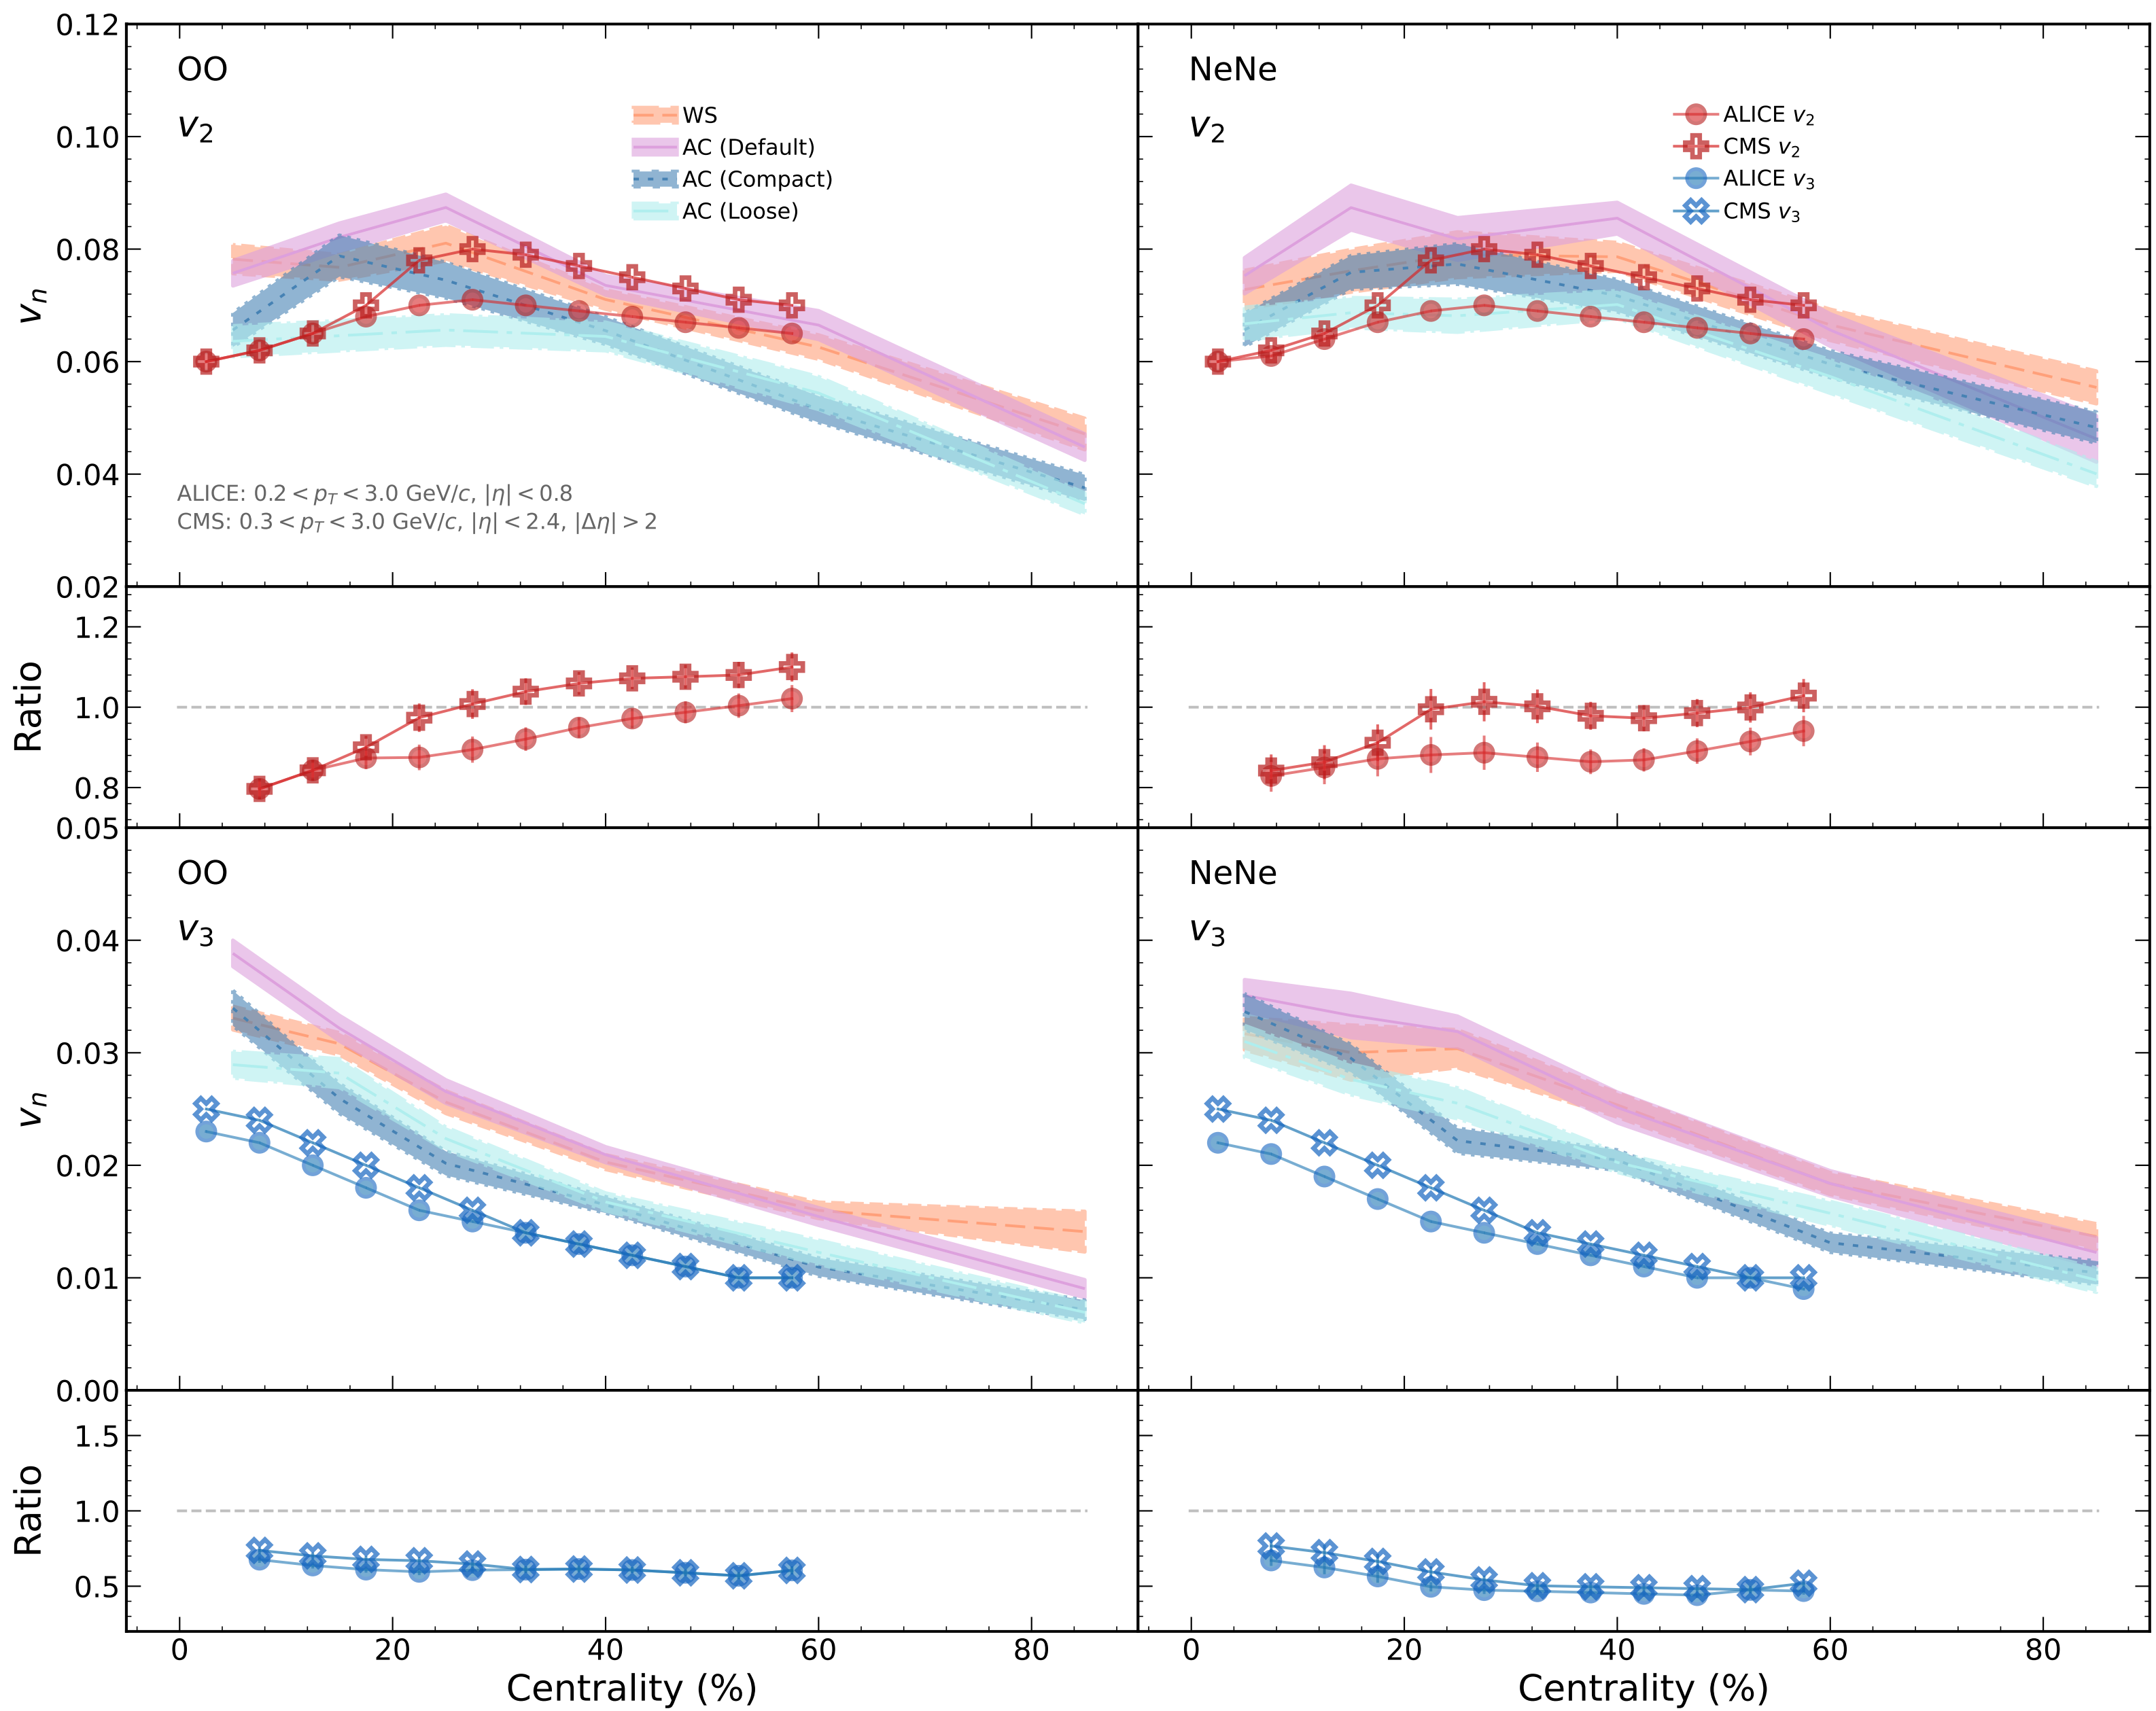 0.12
0.10
0.08
0.06
0.04
0.02
vₙ
OO
v₂
WS
AC (Default)
AC (Compact)
AC (Loose)
ALICE: 0.2 < p_T < 3.0 GeV/c, |η| < 0.8
CMS: 0.3 < p_T < 3.0 GeV/c, |η| < 2.4, |Δη| > 2
NeNe
v₂
ALICE v₂
CMS v₂
ALICE v₃
CMS v₃
1.2
1.0
0.8
Ratio
0.05
0.05
0.04
0.03
0.02
0.01
0.00
vₙ
OO
v₃
NeNe
v₃
1.5
1.0
0.5
Ratio
0 20 40 60 80
0 20 40 60 80
Centrality (%)
Centrality (%)